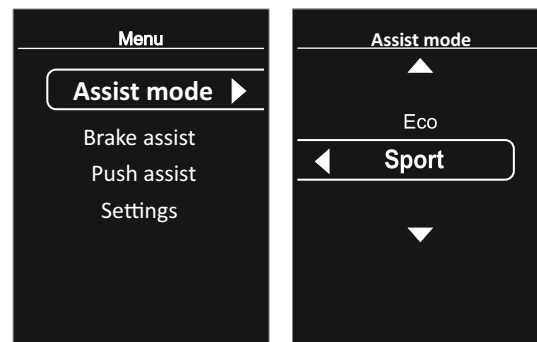 Menu
Assist mode
Brake assist
Push assist
Settings
Assist mode
Eco
Sport